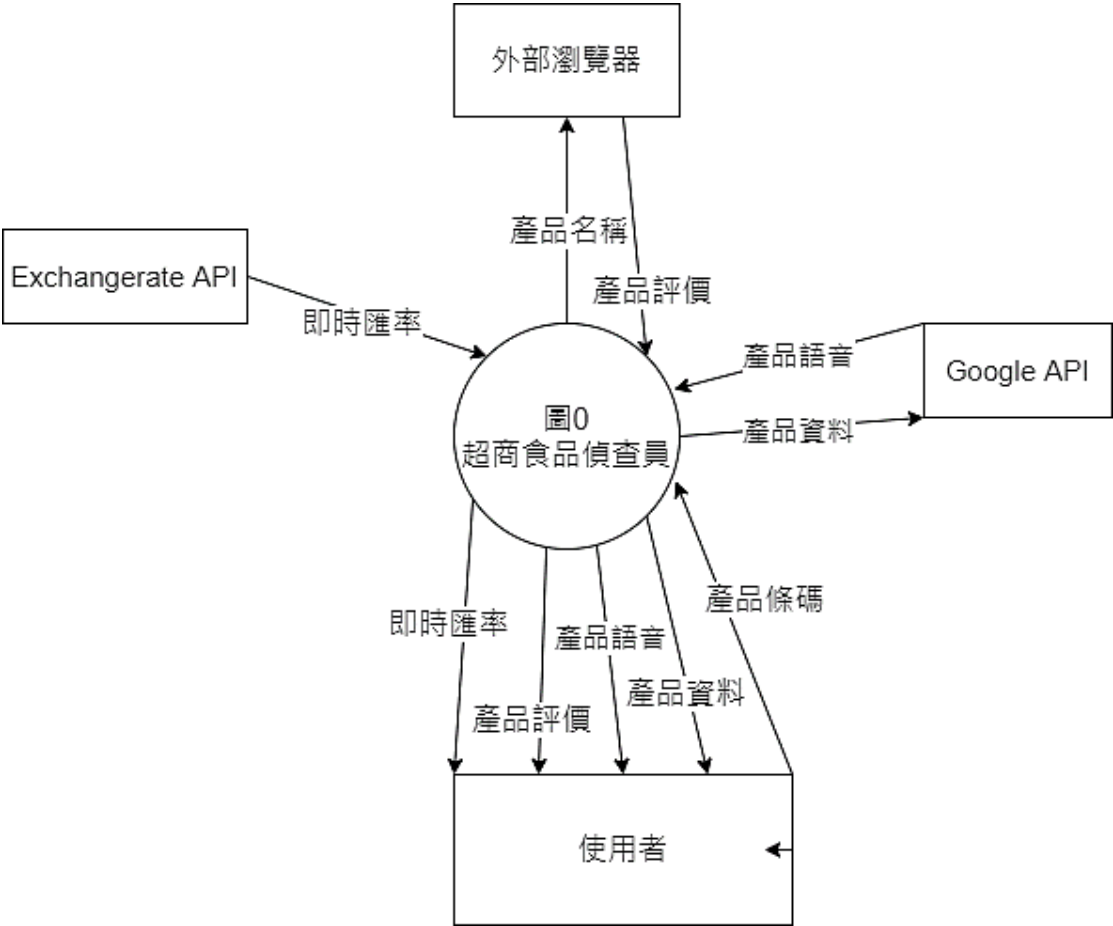 外部瀏覽器
產品名稱
Exchangerate API
產品評價
即時匯率
產品語音
Google API
圖0
超商食品偵查員
產品資料
即時匯率
產品條碼
產品語音
產品資料
產品評價
使用者